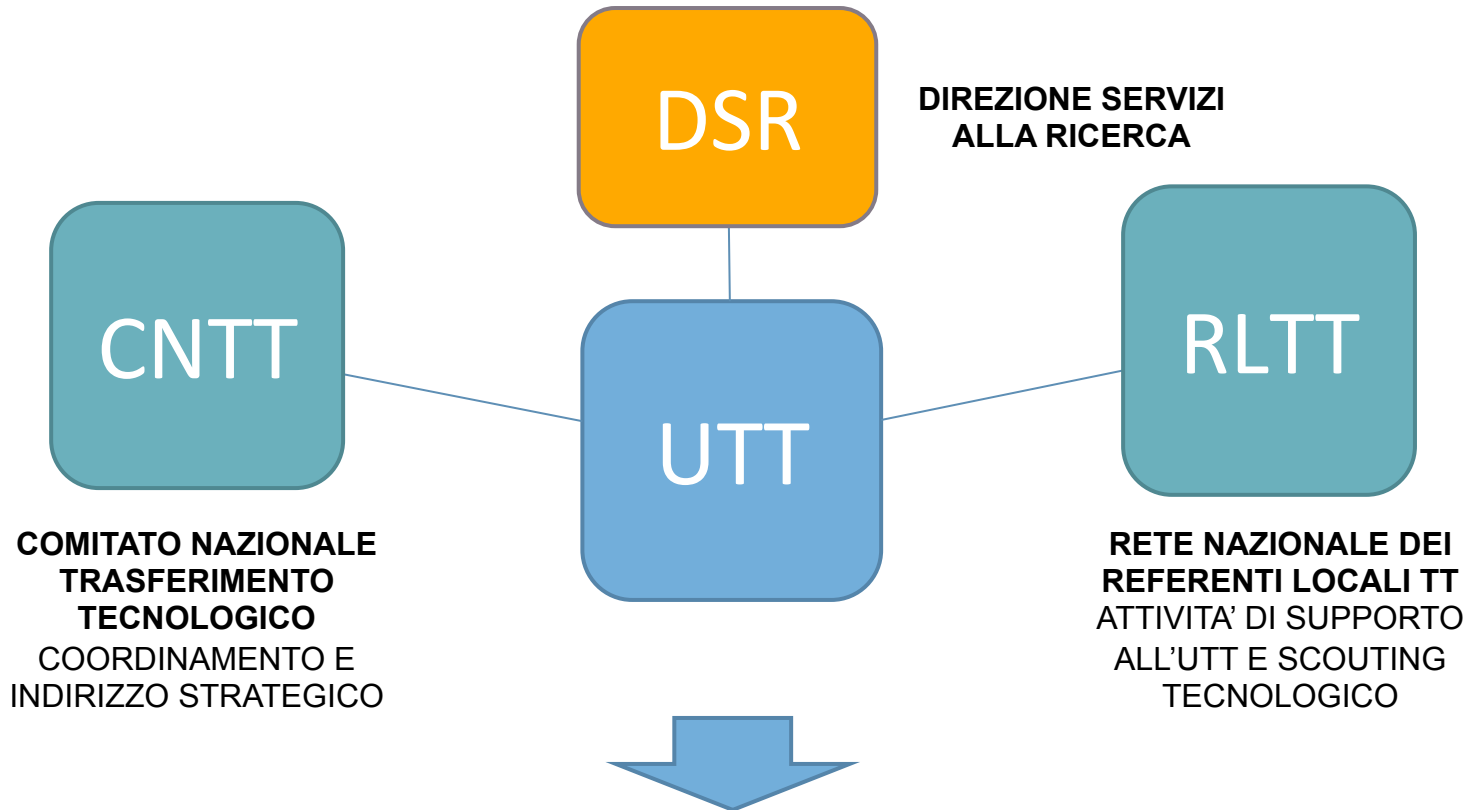 DSR
DIREZIONE SERVIZI
ALLA RICERCA
CNTT
UTT
RLTT
COMITATO NAZIONALE
TRASFERIMENTO
TECNOLOGICO
COORDINAMENTO E
INDIRIZZO STRATEGICO
RETE NAZIONALE DEI
REFERENTI LOCALI TT
ATTIVITA’ DI SUPPORTO
ALL’UTT E SCOUTING
TECNOLOGICO